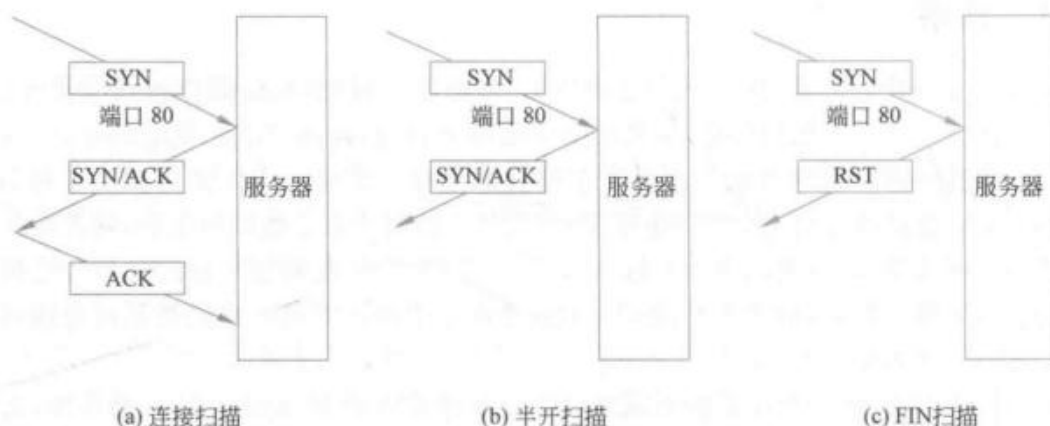 SYN
端口 80
SYN/ACK
服务器
ACK
(a) 连接扫描
SYN
端口 80
SYN/ACK
服务器
(b) 半开扫描
SYN
端口 80
RST
服务器
(c) FIN扫描